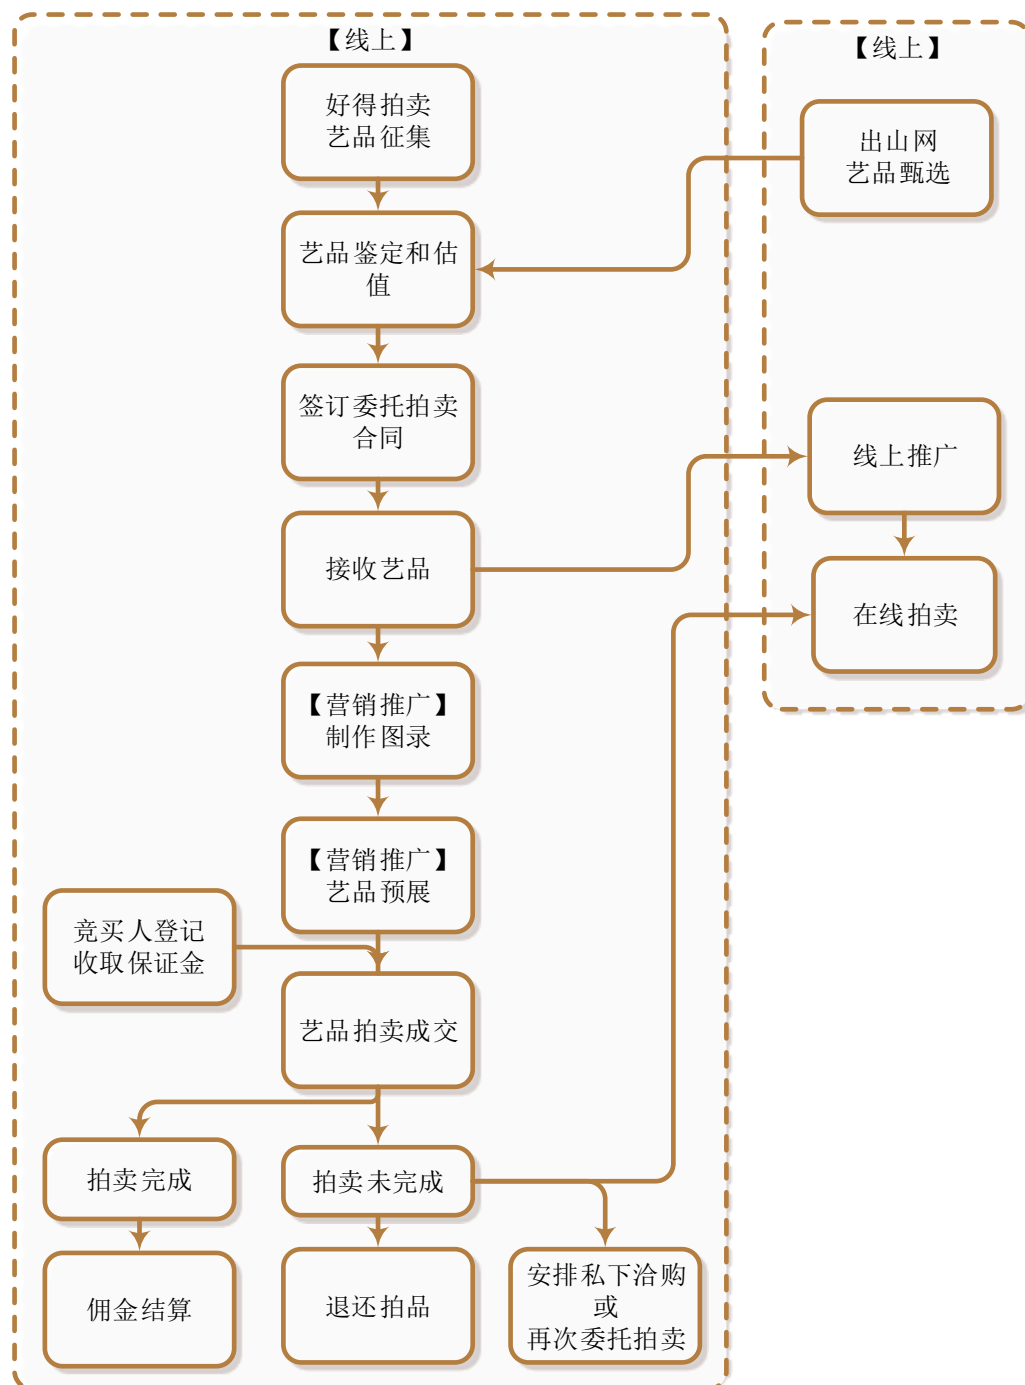 【线上】
好得拍卖
艺品征集
艺品鉴定和估
值
签订委托拍卖
合同
接收艺品
【营销推广】
制作图录
【营销推广】
艺品预展
竞买人登记
收取保证金
艺品拍卖成交
拍卖完成
拍卖未完成
佣金结算
退还拍品
安排私下洽购
或
再次委托拍卖
【线上】
出山网
艺品甄选
线上推广
在线拍卖